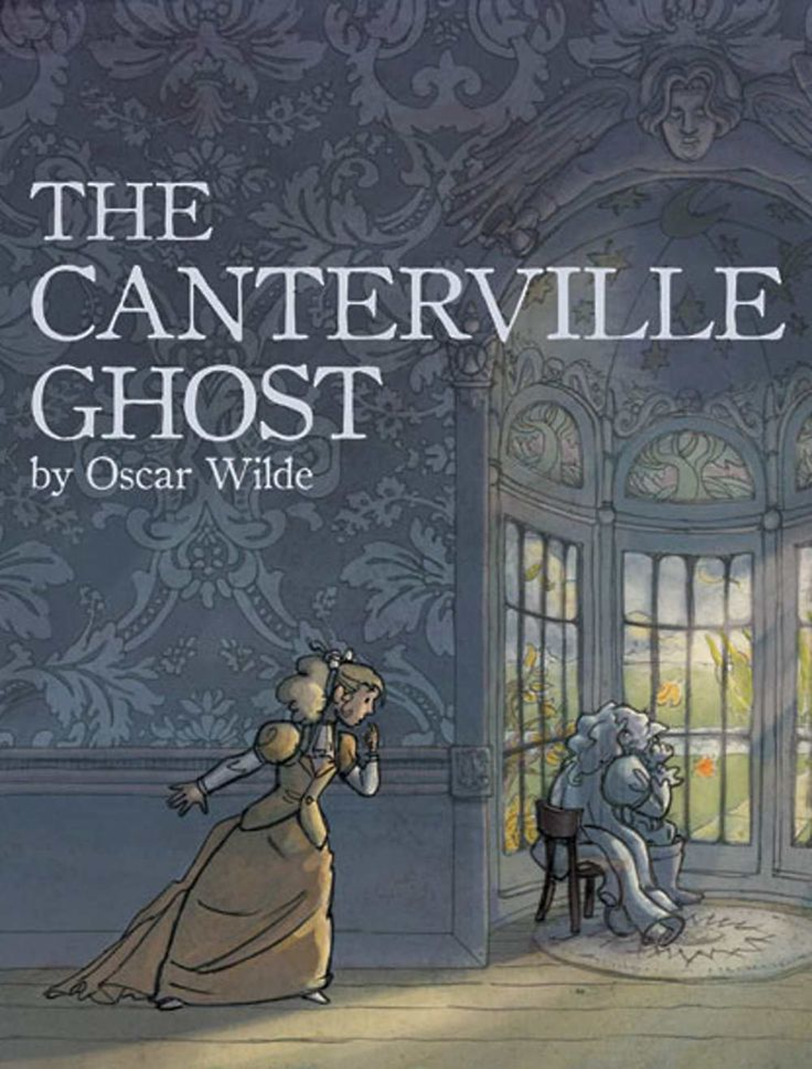 THE
CANTERVILLE
GHOST
by Oscar Wilde